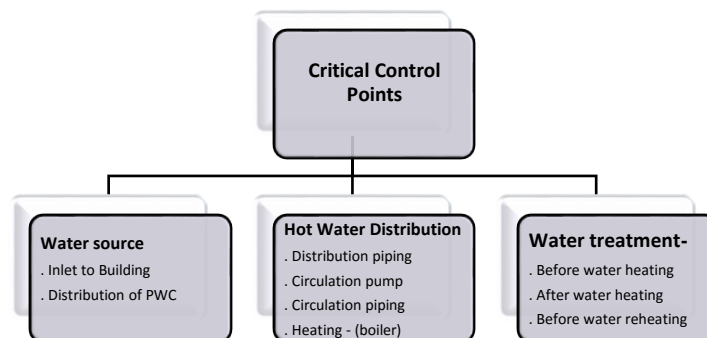 Critical Control
Points
Water source
. Inlet to Building
. Distribution of PWC
Hot Water Distribution
. Distribution piping
. Circulation pump
. Circulation piping
. Heating - (boiler)
Water treatment-
. Before water heating
. After water heating
. Before water reheating